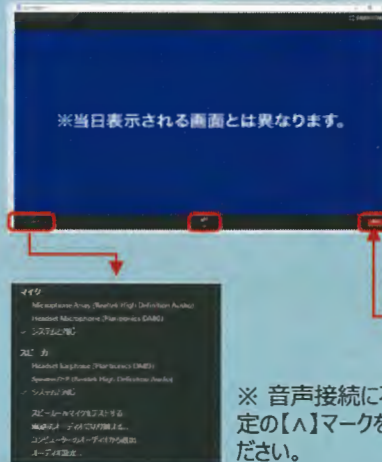 ※当日表示される画面とは異なります。
マイク
Microphone Array (Realtek High Definition Audio)
Headset Microphone (Plantronics DA80)
✓ システムと同じ
スピーカー
Headset Earphone (Plantronics DA80)
(Realtek High Definition Audio)
✓ システムと同じ
スピーカー&マイクをテストする
コンピューターのオーディオから退出
オーディオ設定
※ 音声接続に
定の【∧】マークを
ださい。